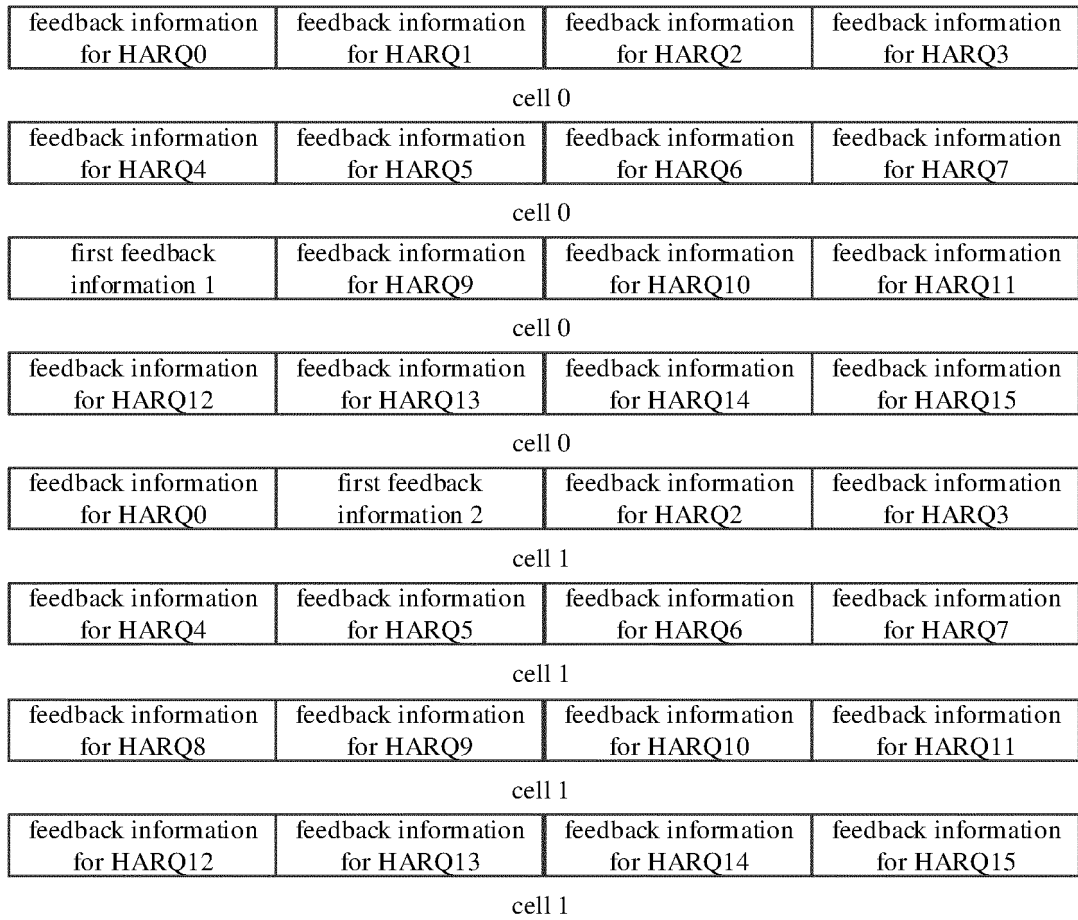 feedback information feedback information feedback information feedback information
for HARQ0 for HARQ1 for HARQ2 for HARQ3
cell 0
feedback information feedback information feedback information feedback information
for HARQ4 for HARQ5 for HARQ6 for HARQ7
cell 0
first feedback feedback information feedback information feedback information
information 1 for HARQ9 for HARQ10 for HARQ11
cell 0
feedback information feedback information feedback information feedback information
for HARQ12 for HARQ13 for HARQ14 for HARQ15
cell 0
feedback information first feedback feedback information feedback information
for HARQ0 information 2 for HARQ2 for HARQ3
cell 1
feedback information feedback information feedback information feedback information
for HARQ4 for HARQ5 for HARQ6 for HARQ7
cell 1
feedback information feedback information feedback information feedback information
for HARQ8 for HARQ9 for HARQ10 for HARQ11
cell 1
feedback information feedback information feedback information feedback information
for HARQ12 for HARQ13 for HARQ14 for HARQ15
cell 1